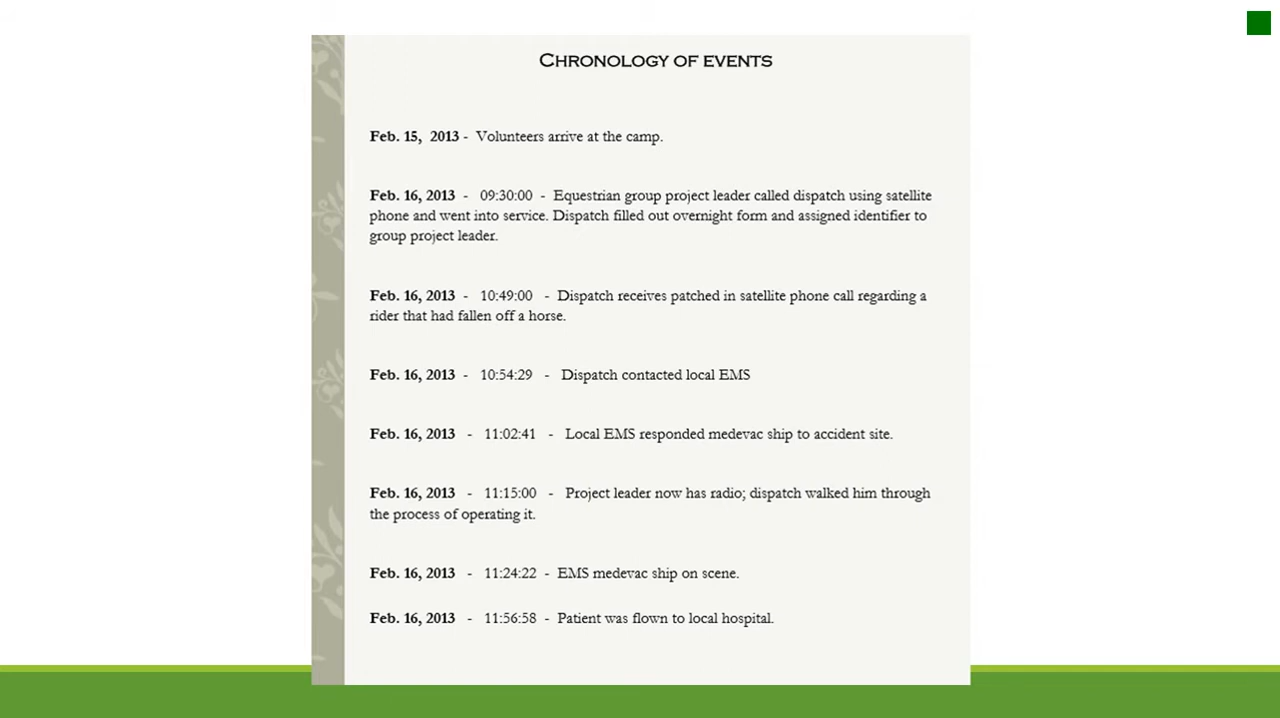 CHRONOLOGY OF EVENTS
Feb. 15, 2013 - Volunteers arrive at the camp.
Feb. 16, 2013 - 09:30:00 - Equestrian group project leader called dispatch using satellite
phone and went into service. Dispatch filled out overnight form and assigned identifier to
group project leader.
Feb. 16, 2013 - 10:49:00 - Dispatch receives patched in satellite phone call regarding a
rider that had fallen off a horse.
Feb. 16, 2013 - 10:54:29 - Dispatch contacted local EMS
Feb. 16, 2013 - 11:02:41 - Local EMS responded medevac ship to accident site.
Feb. 16, 2013 - 11:15:00 - Project leader now has radio; dispatch walked him through
the process of operating it.
Feb. 16, 2013 - 11:24:22 - EMS medevac ship on scene.
Feb. 16, 2013 - 11:56:58 - Patient was flown to local hospital.